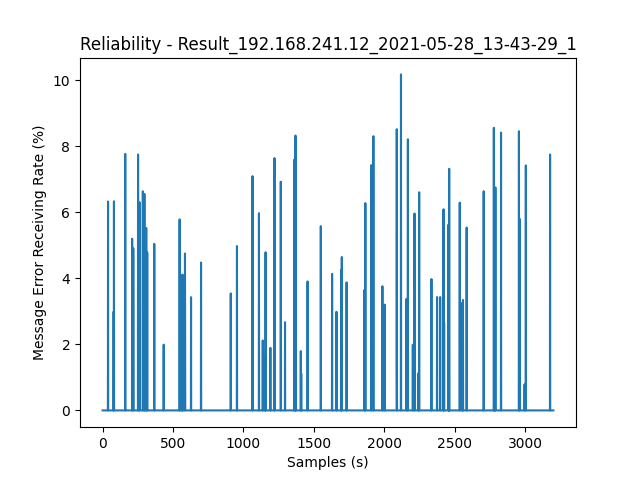 Reliability - Result_192.168.241.12_2021-05-28_13-43-29_1
Message Error Receiving Rate (%)
10
8
6
4
2
0
0 500 1000 1500 2000 2500 3000
Samples (s)